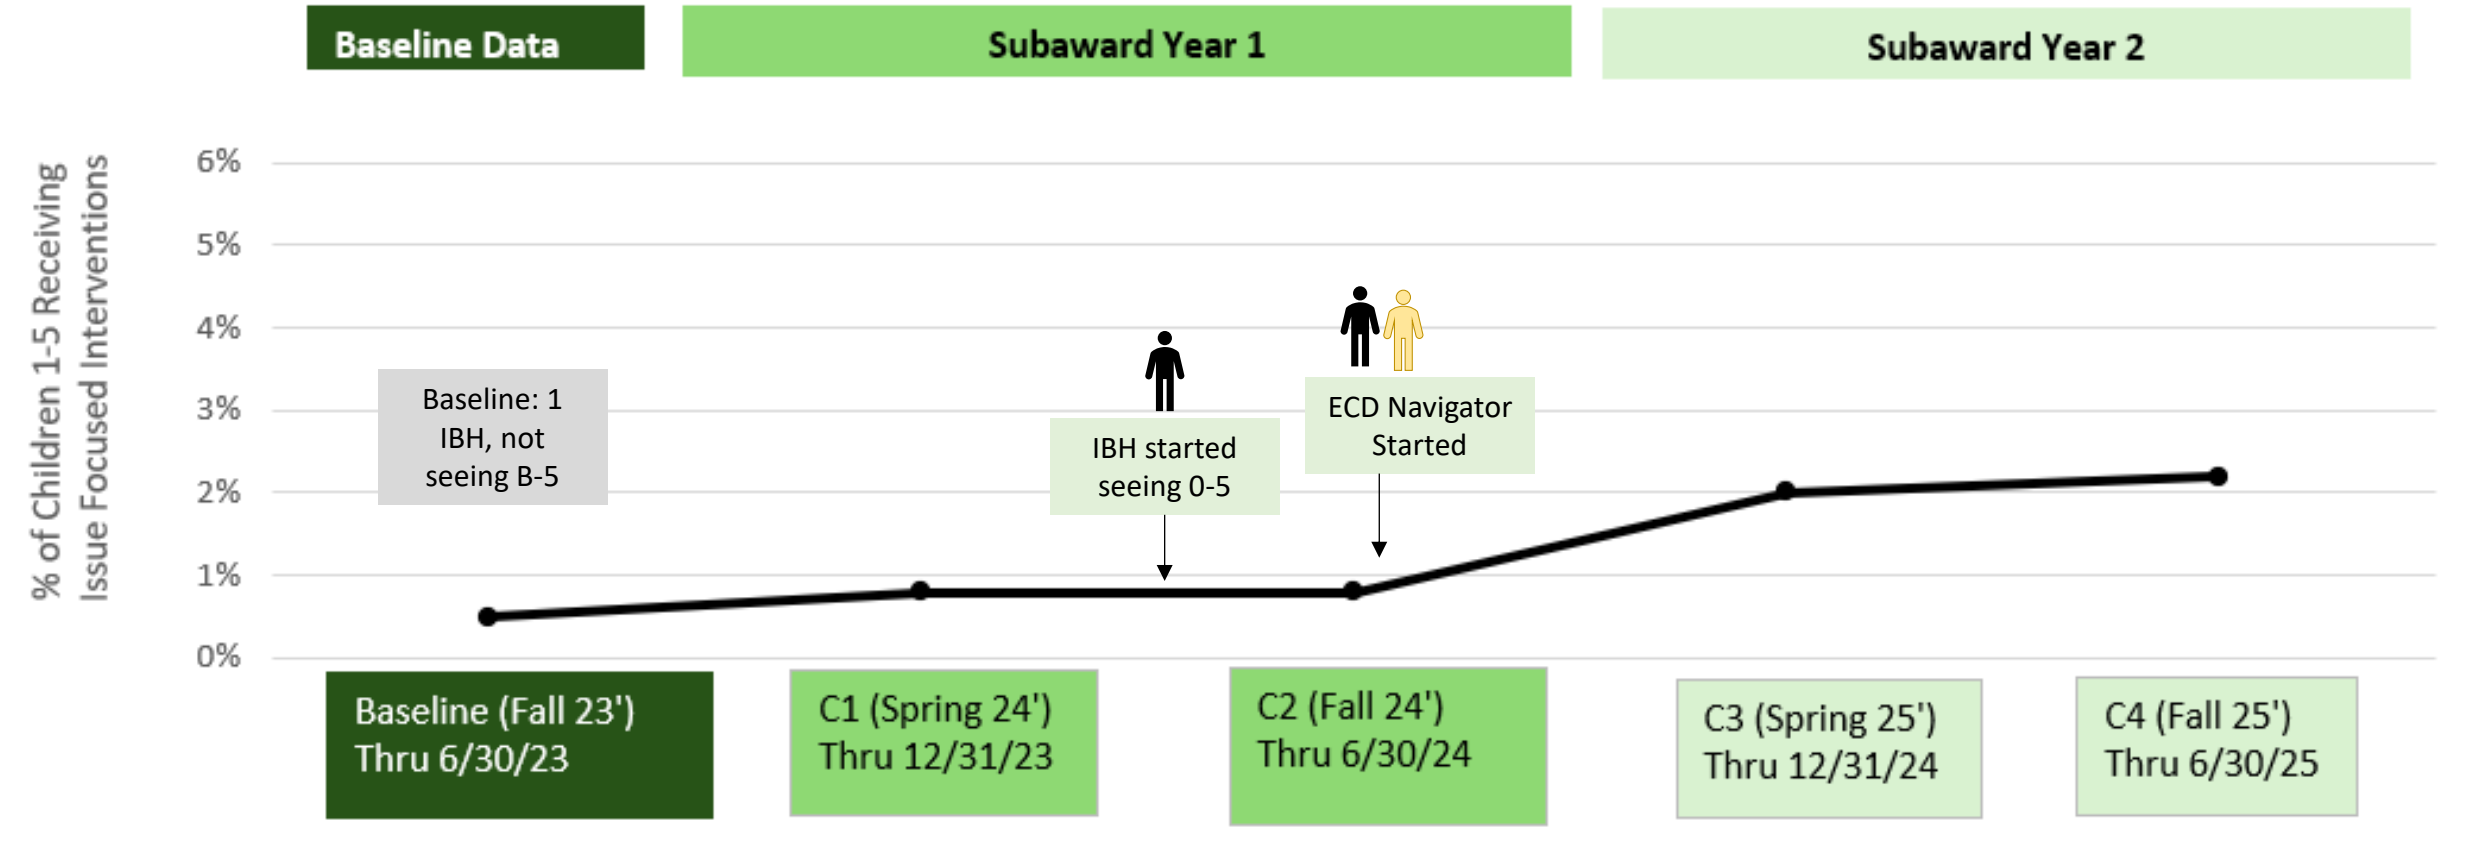 Baseline Data
Subaward Year 1
Subaward Year 2
% of Children 1-5 Receiving
Issue Focused Interventions
6%
5%
4%
3%
2%
1%
0%
Baseline: 1
IBH, not
seeing B-5
IBH started
seeing 0-5
ECD Navigator
Started
Baseline (Fall 23')
Thru 6/30/23
C1 (Spring 24')
Thru 12/31/23
C2 (Fall 24')
Thru 6/30/24
C3 (Spring 25')
Thru 12/31/24
C4 (Fall 25')
Thru 6/30/25